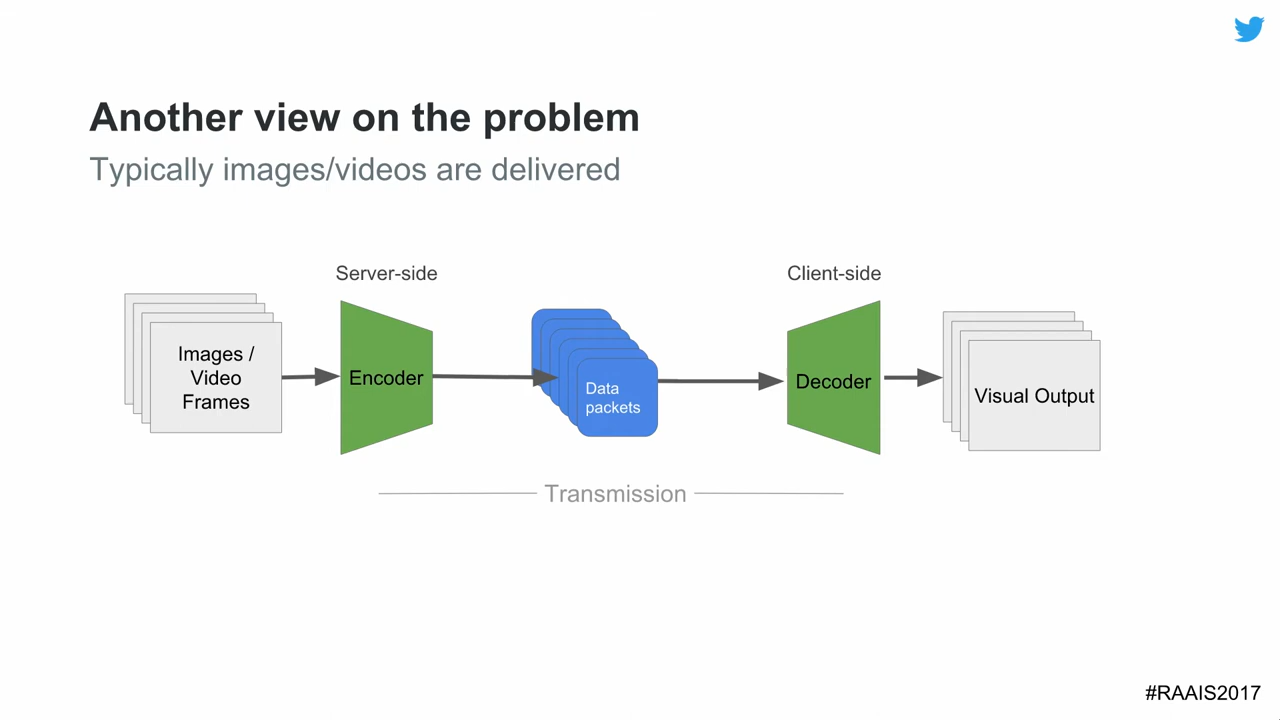 Another view on the problem
Typically images/videos are delivered
Server-side
Client-side
Images /
Video
Frames
Encoder
Data
packets
Decoder
Visual Output
Transmission
#RAAIS2017